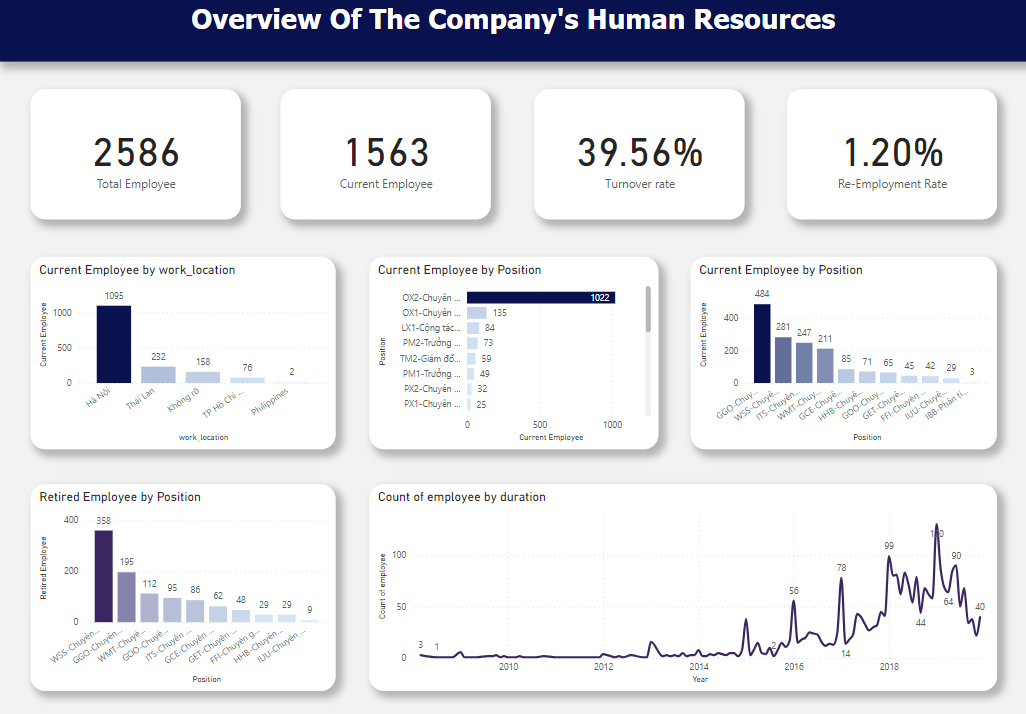 Overview Of The Company's Human Resources
2586
Total Employee
1563
Current Employee
39.56%
Turnover rate
1.20%
Re-Employment Rate
Current Employee by work_location
Current Employee
1000
500
0
1095
232
158
76
2
Hà Nội
Thái Lan
Không rõ
TP Hồ Chí ...
Philippines
work_location
Current Employee by Position
Position
OX2-Chuyên ... 1022
OX1-Chuyên ... 135
LX1-Cộng tác... 84
PM2-Trưởng ... 73
TM2-Giám đố... 59
PM1-Trưởng ... 49
PX2-Chuyên ... 32
PX1-Chuyên ... 25
0 500 1000
Current Employee
Current Employee by Position
Current Employee
400
200
0
484
281
247
211
85
71
65
45
42
29
3
GGO-Chuy...
WSS-Chuyê...
ITS-Chuyên...
WMT-Chuy...
GCE-Chuyê...
HHB-Chuyê...
GOO-Chuy...
GET-Chuyê...
FFI-Chuyên ...
IUU-Chuyê...
IBB-Phân tí...
Position
Retired Employee by Position
Retired Employee
400
200
0
358
195
112
95
86
62
48
29
29
9
WSS-Chuyên...
GGO-Chuyên...
WMT-Chuyê...
GOO-Chuyê...
ITS-Chuyên ...
GCE-Chuyên ...
GET-Chuyên ...
FFI-Chuyên g...
HHB-Chuyên...
IUU-Chuyên ...
Position
Count of employee by duration
Count of employee
100
50
0
3
1
2
56
78
14
99
44
64
90
40
2010 2012 2014 2016 2018
Year